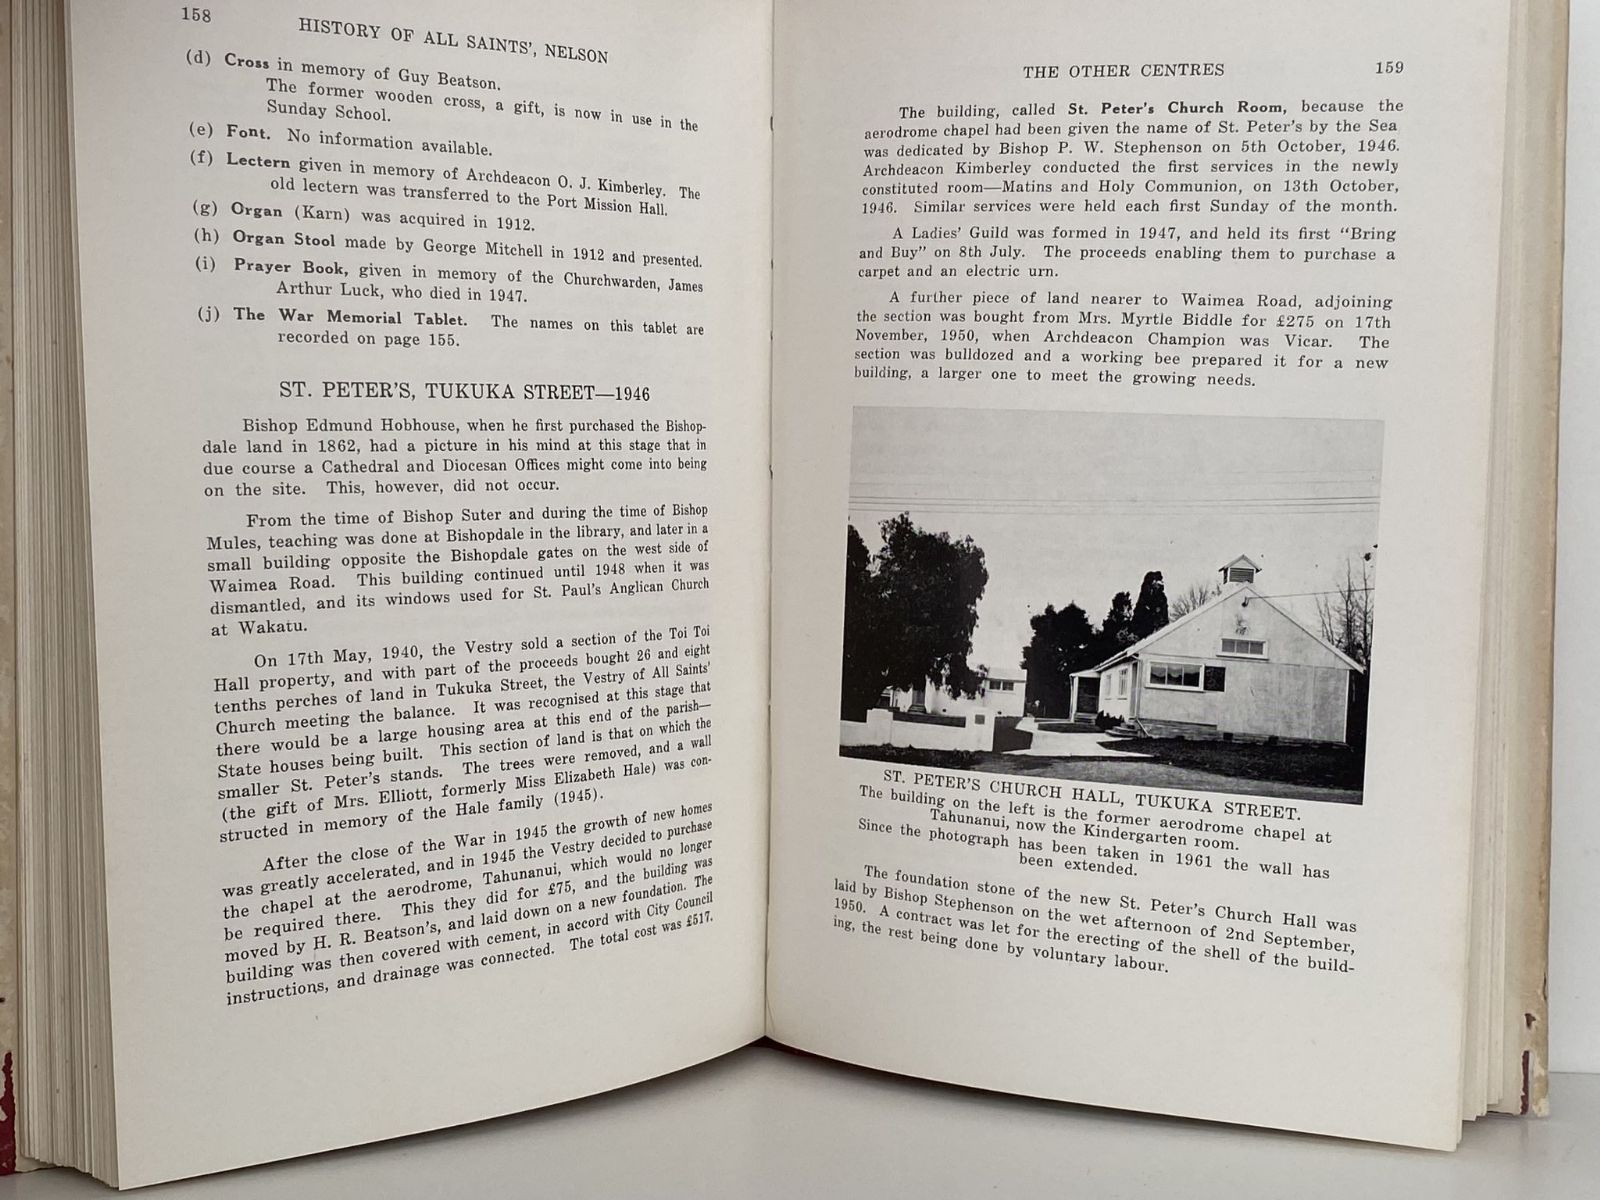 158
HISTORY OF ALL SAINTS', NELSON
(d) Cross in memory of Guy Beatson.
The former wooden cross, a gift, is now in use in the
Sunday School.
(e) Font. No information available.
(f) Lectern given in memory of Archdeacon O. J. Kimberley. The
old lectern was transferred to the Port Mission Hall.
(g) Organ (Karn) was acquired in 1912.
(h) Organ Stool made by George Mitchell in 1912 and presented.
(i) Prayer Book, given in memory of the Churchwarden, James
Arthur Luck, who died in 1947.
(j) The War Memorial Tablet. The names on this tablet are
recorded on page 155.
ST. PETER'S, TUKUKA STREET—1946
Bishop Edmund Hobhouse, when he first purchased the Bishop-
dale land in 1862, had a picture in his mind at this stage that in
due course a Cathedral and Diocesan Offices might come into being
on the site. This, however, did not occur.
From the time of Bishop Suter and during the time of Bishop
Mules, teaching was done at Bishopdale in the library, and later in a
small building opposite the Bishopdale gates on the west side of
Waimea Road. This building continued until 1948 when it was
dismantled, and its windows used for St. Paul's Anglican Church
at Wakatu.
On 17th May, 1940, the Vestry sold a section of the Toi Toi
Hall property, and with part of the proceeds bought 26 and eight
tenths perches of land in Tukuka Street, the Vestry of All Saints'
Church meeting the balance. It was recognised at this stage that
there would be a large housing area at this end of the parish—
State houses being built. This section of land is that on which the
smaller St. Peter's stands. The trees were removed, and a wall
(the gift of Mrs. Elliott, formerly Miss Elizabeth Hale) was con-
structed in memory of the Hale family (1945).
After the close of the War in 1945 the growth of new homes
was greatly accelerated, and in 1945 the Vestry decided to purchase
the chapel at the aerodrome, Tahunanui, which would no longer
be required there. This they did for £75, and the building was
moved by H. R. Beatson's, and laid down on a new foundation. The
building was then covered with cement, in accord with City Council
instructions, and drainage was connected. The total cost was £517.
THE OTHER CENTRES
159
The building, called St. Peter's Church Room, because the
aerodrome chapel had been given the name of St. Peter's by the Sea
was dedicated by Bishop P. W. Stephenson on 5th October, 1946.
Archdeacon Kimberley conducted the first services in the newly
constituted room—Matins and Holy Communion, on 13th October,
1946. Similar services were held each first Sunday of the month.
A Ladies' Guild was formed in 1947, and held its first "Bring
and Buy" on 8th July. The proceeds enabling them to purchase a
carpet and an electric urn.
A further piece of land nearer to Waimea Road, adjoining
the section was bought from Mrs. Myrtle Biddle for £275 on 17th
November, 1950, when Archdeacon Champion was Vicar. The
section was bulldozed and a working bee prepared it for a new
building, a larger one to meet the growing needs.
ST. PETER'S CHURCH HALL, TUKUKA STREET.
The building on the left is the former aerodrome chapel at
Tahunanui, now the Kindergarten room.
Since the photograph has been taken in 1961 the wall has
been extended.
The foundation stone of the new St. Peter's Church Hall was
laid by Bishop Stephenson on the wet afternoon of 2nd September,
1950. A contract was let for the erecting of the shell of the build-
ing, the rest being done by voluntary labour.